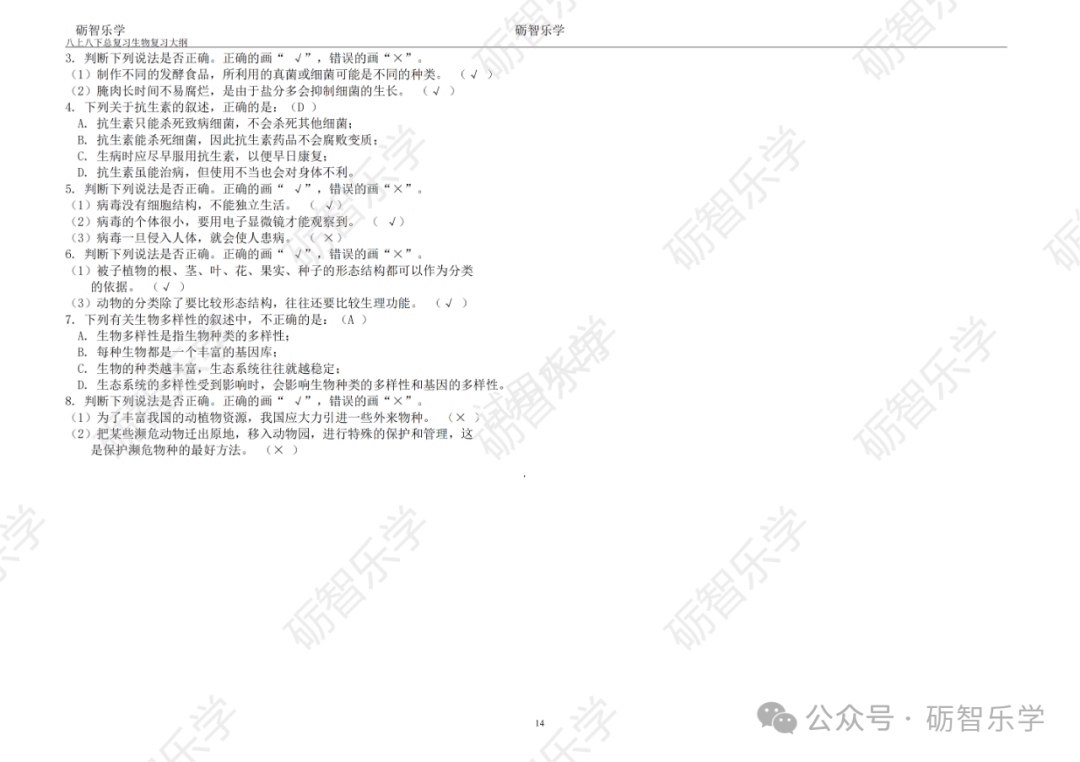 砺智乐学 砺智乐学
八上八下总复习生物复习大纲
3. 判断下列说法是否正确。正确的画“ √”，错误的画“×”。
（1）制作不同的发酵食品，所利用的真菌或细菌可能是不同的种类。 （ √ ）
（2）腌肉长时间不易腐烂，是由于盐分多会抑制细菌的生长。 （ √ ）
4. 下列关于抗生素的叙述，正确的是：（D ）
A. 抗生素只能杀死致病细菌，不会杀死其他细菌；
B. 抗生素能杀死细菌，因此抗生素药品不会腐败变质；
C. 生病时应尽早服用抗生素，以便早日康复；
D. 抗生素虽能治病，但使用不当也会对身体不利。
5. 判断下列说法是否正确。正确的画“ √”，错误的画“×”。
（1）病毒没有细胞结构，不能独立生活。 （ √）
（2）病毒的个体很小，要用电子显微镜才能观察到。 （ √）
（3）病毒一旦侵入人体，就会使人患病。 （ ×）
6. 判断下列说法是否正确。正确的画“ √”，错误的画“×”。
（1）被子植物的根、茎、叶、花、果实、种子的形态结构都可以作为分类
的依据。 （ √ ）
（3）动物的分类除了要比较形态结构，往往还要比较生理功能。 （ √ ）
7. 下列有关生物多样性的叙述中，不正确的是：（A ）
A. 生物多样性是指生物种类的多样性；
B. 每种生物都是一个丰富的基因库；
C. 生物的种类越丰富，生态系统往往就越稳定；
D. 生态系统的多样性受到影响时，会影响生物种类的多样性和基因的多样性。
8. 判断下列说法是否正确。正确的画“ √”，错误的画“×”。
（1）为了丰富我国的动植物资源，我国应大力引进一些外来物种。 （× ）
（2）把某些濒危动物迁出原地，移入动物园，进行特殊的保护和管理，这
是保护濒危物种的最好方法。 （× ）
14
公众号 · 砺智乐学